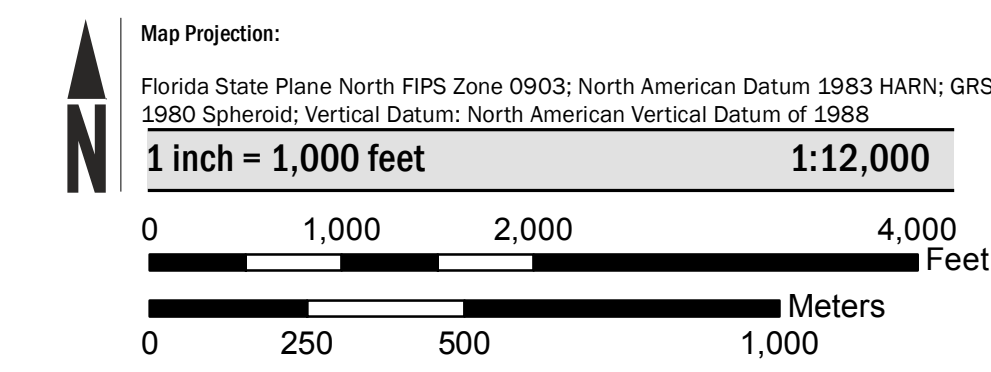 N
Map Projection:
Florida State Plane North FIPS Zone 0903; North American Datum 1983 HARN; GRS
1980 Spheroid; Vertical Datum: North American Vertical Datum of 1988
1 inch = 1,000 feet 1:12,000
0 1,000 2,000 4,000
Feet
Meters
0 250 500 1,000